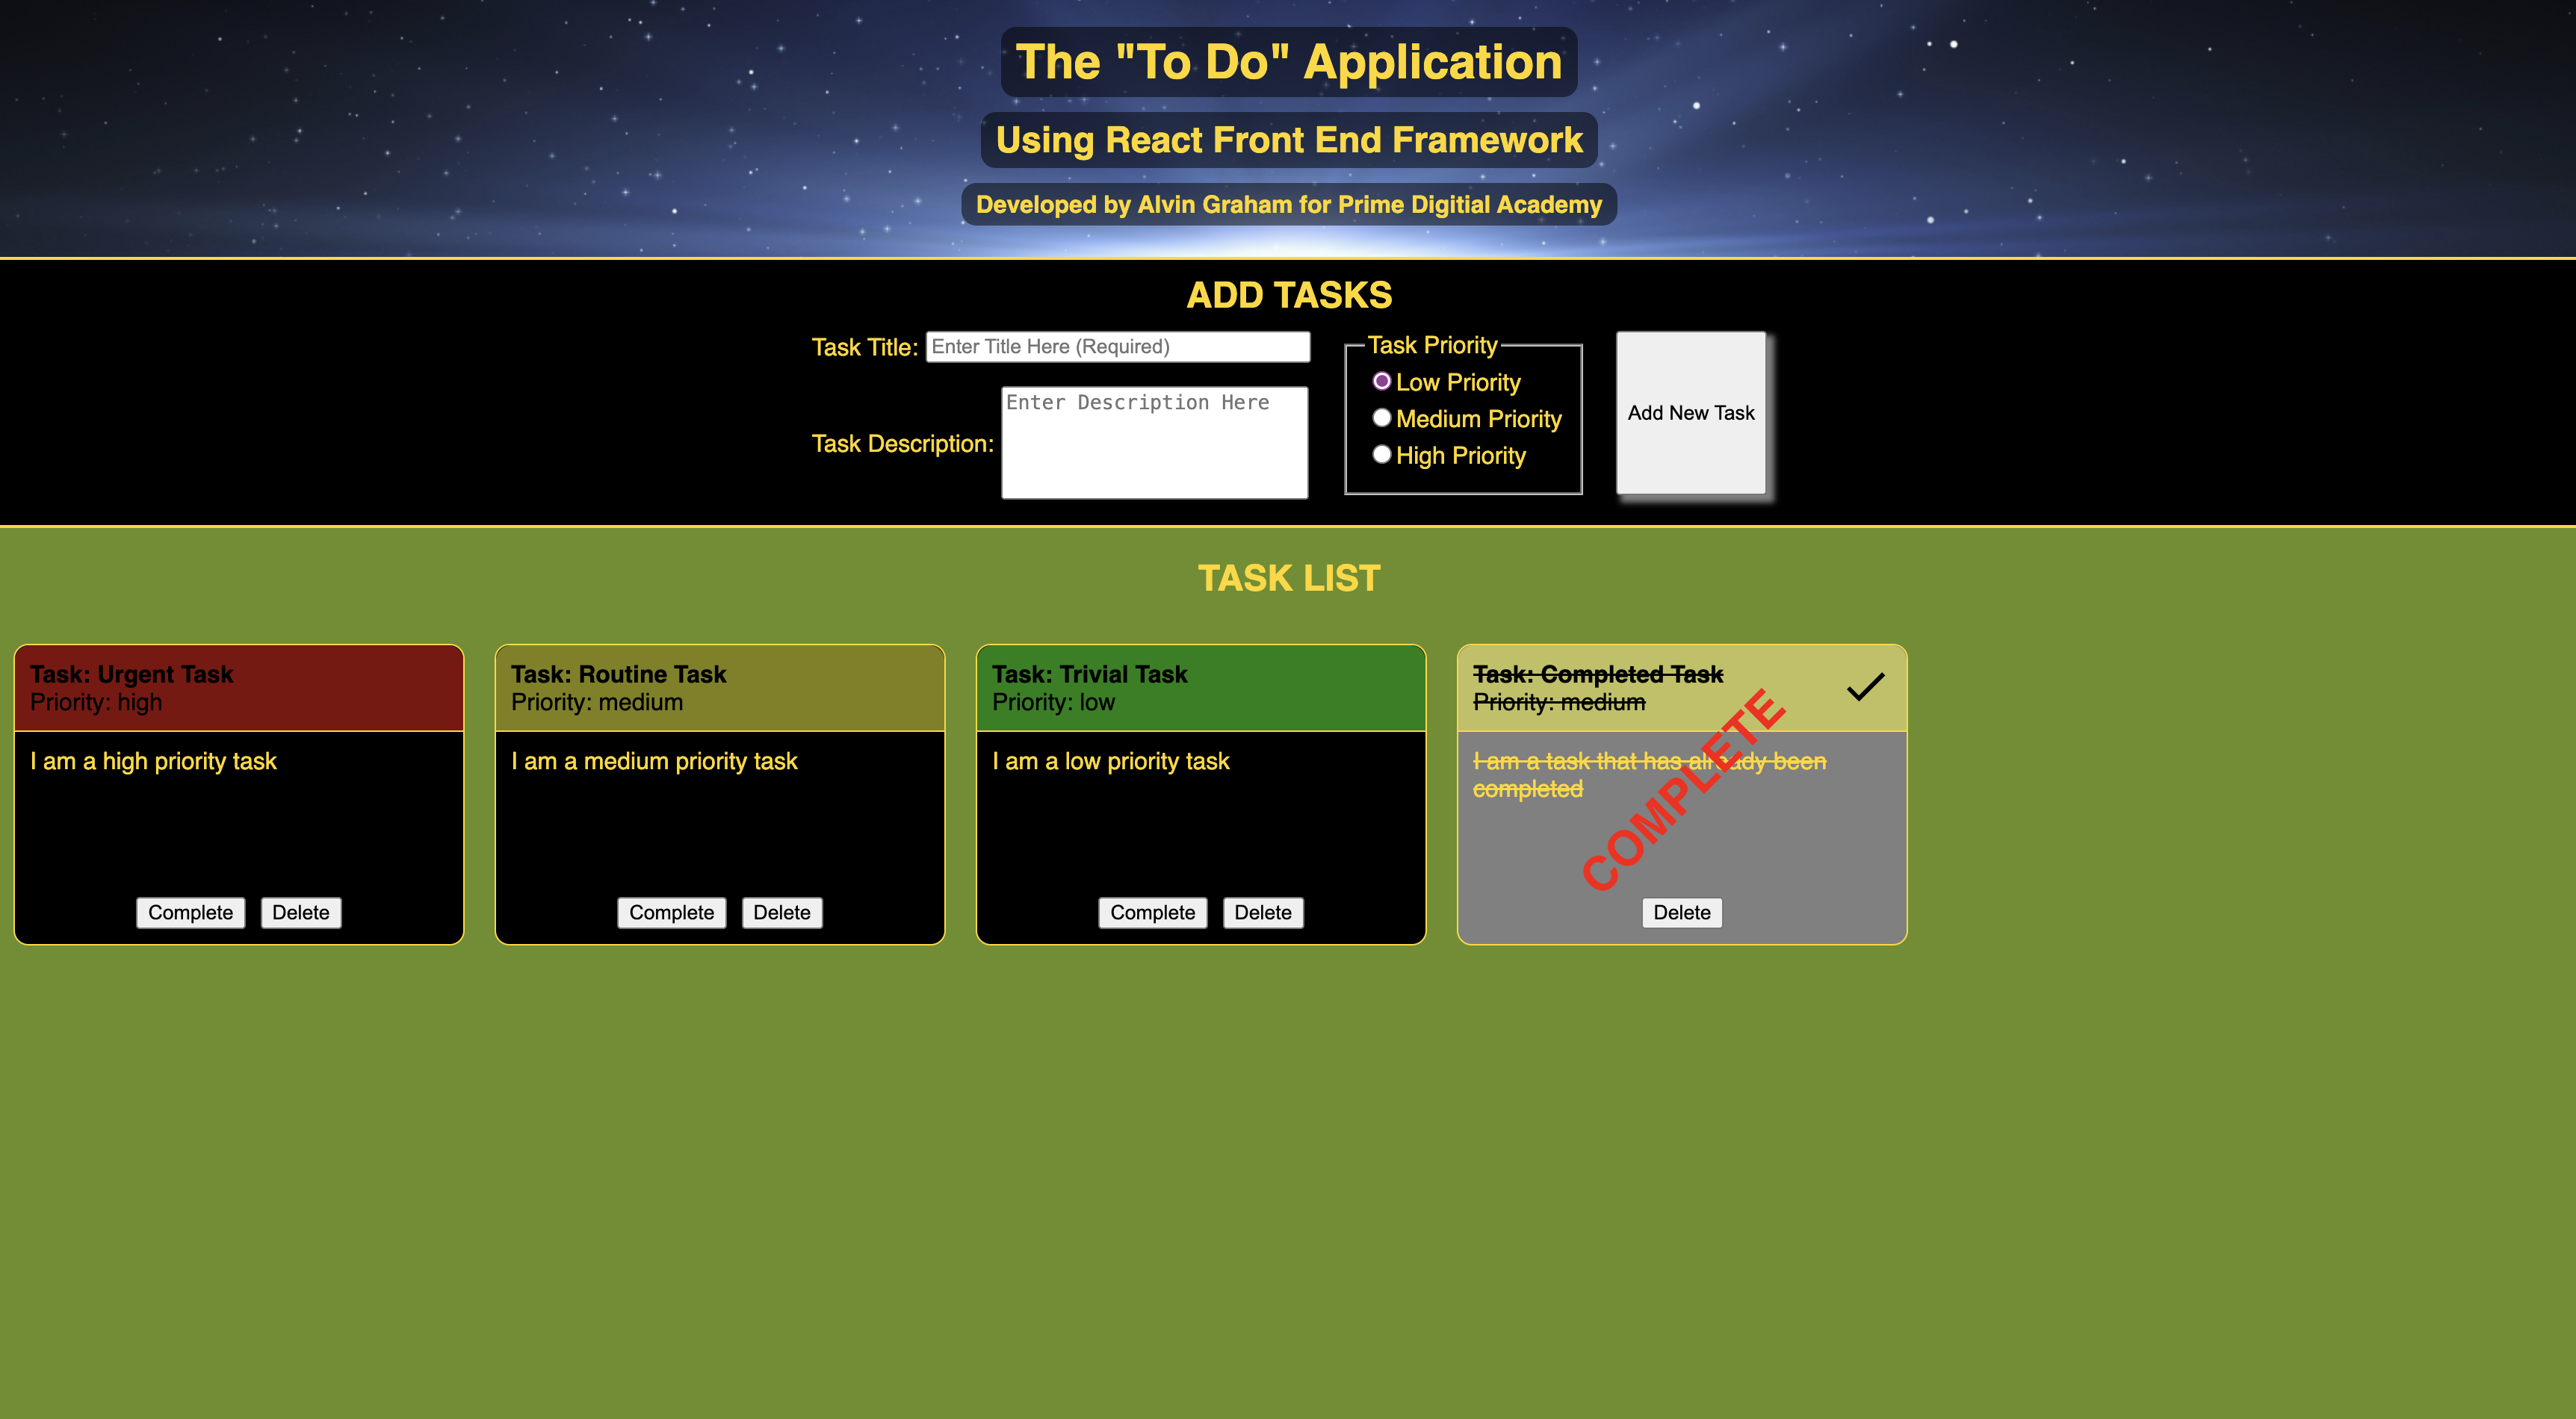 The "To Do" Application
Using React Front End Framework
Developed by Alvin Graham for Prime Digitial Academy
ADD TASKS
Task Title:
Enter Title Here (Required)
Task Description:
Enter Description Here
Task Priority
Low Priority
Medium Priority
High Priority
Add New Task
TASK LIST
Task: Urgent Task
Priority: high
I am a high priority task
Complete
Delete
Task: Routine Task
Priority: medium
I am a medium priority task
Complete
Delete
Task: Trivial Task
Priority: low
I am a low priority task
Complete
Delete
Task: Completed Task
Priority: medium
I am a task that has already been
completed
COMPLETE
Delete